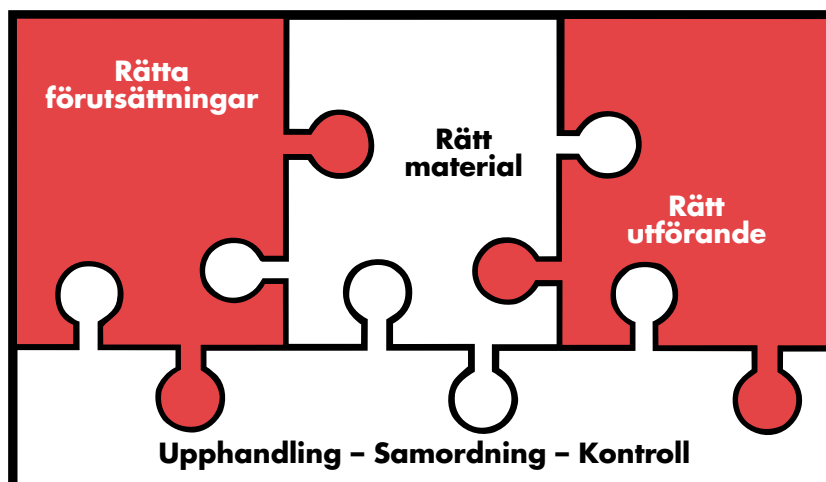 Rätta
förutsättningar
Rätt
material
Rätt
utförande
Upphandling – Samordning – Kontroll